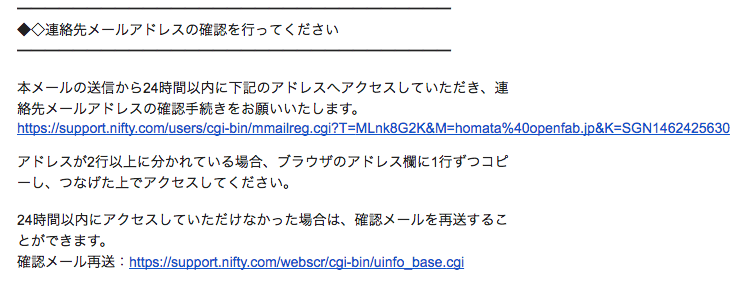 ◆◇連絡先メールアドレスの確認を行ってください
本メールの送信から24時間以内に下記のアドレスへアクセスしていただき、連
絡先メールアドレスの確認手続きをお願いいたします。
https://support.nifty.com/users/cgi-bin/mmailreg.cgi?T=MLnk8G2K&M=homata%40openfab.jp&K=SGN1462425630
アドレスが2行以上に分かれている場合、ブラウザのアドレス欄に1行ずつコピ
ーし、つなげた上でアクセスしてください。
24時間以内にアクセスしていただけなかった場合は、確認メールを再送するこ
とができます。
確認メール再送：https://support.nifty.com/webscr/cgi-bin/uinfo_base.cgi